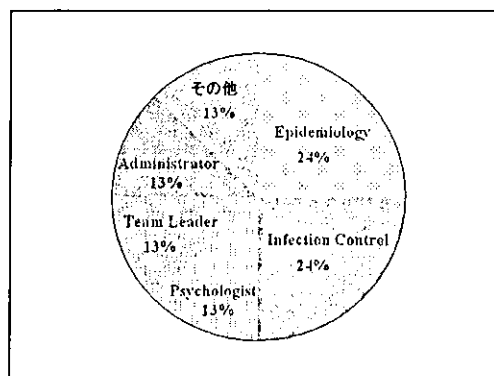 その他
13%
Epidemiology
24%
Administrator
13%
Team Leader
13%
Infection Control
24%
Psychologist
13%